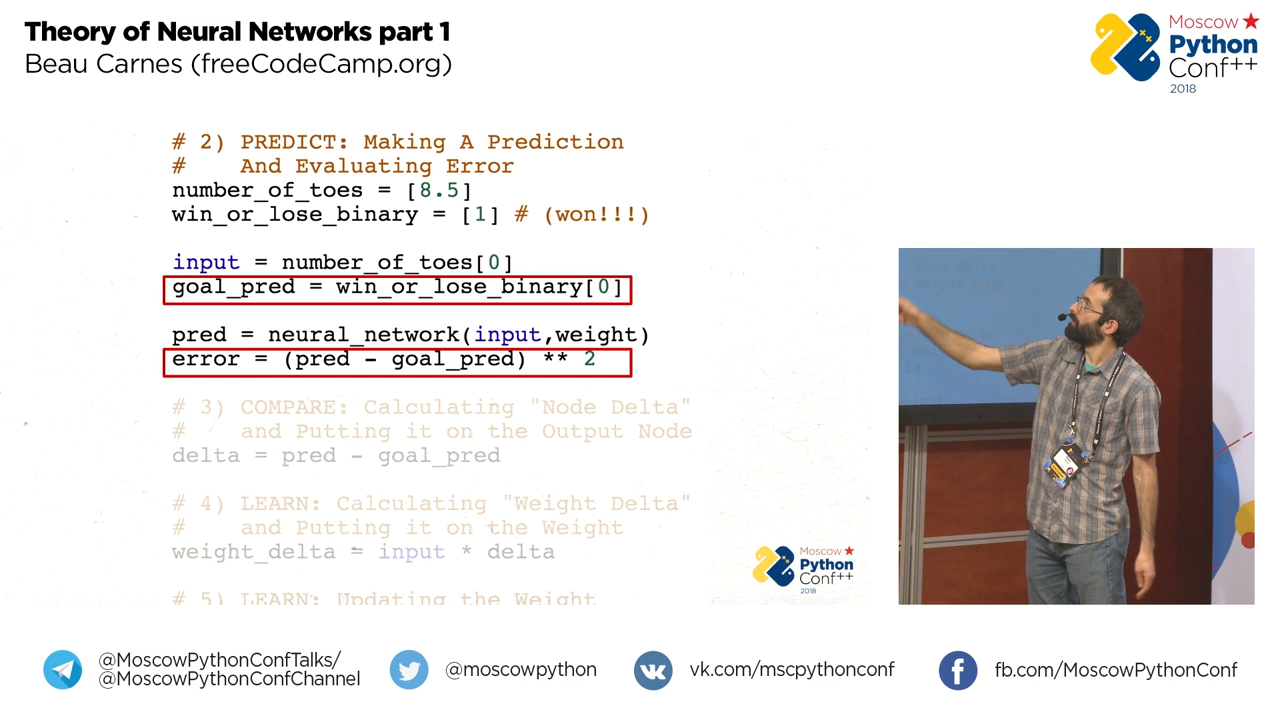 Theory of Neural Networks part 1
Beau Carnes (freeCodeCamp.org)
Moscow
Python
Conf++
2018
# 2) PREDICT: Making A Prediction
#    And Evaluating Error
number_of_toes = [8.5]
win_or_lose_binary = [1] # (won!!!)
input = number_of_toes[0]
goal_pred = win_or_lose_binary[0]
pred = neural_network(input,weight)
error = (pred - goal_pred) ** 2
# 3) COMPARE: Calculating "Node Delta"
#    and Putting it on the Output Node
delta = pred - goal_pred
# 4) LEARN: Calculating "Weight Delta"
#    and Putting it on the Weight
weight_delta = input * delta
# 5) LEARN: Updating the Weight
Moscow
Python
Conf++
2018
Node Delta"
Output Node
@MoscowPythonConfTalks/
@MoscowPythonConfChannel
@moscowpython
vk.com/mscpythonconf
fb.com/MoscowPythonConf